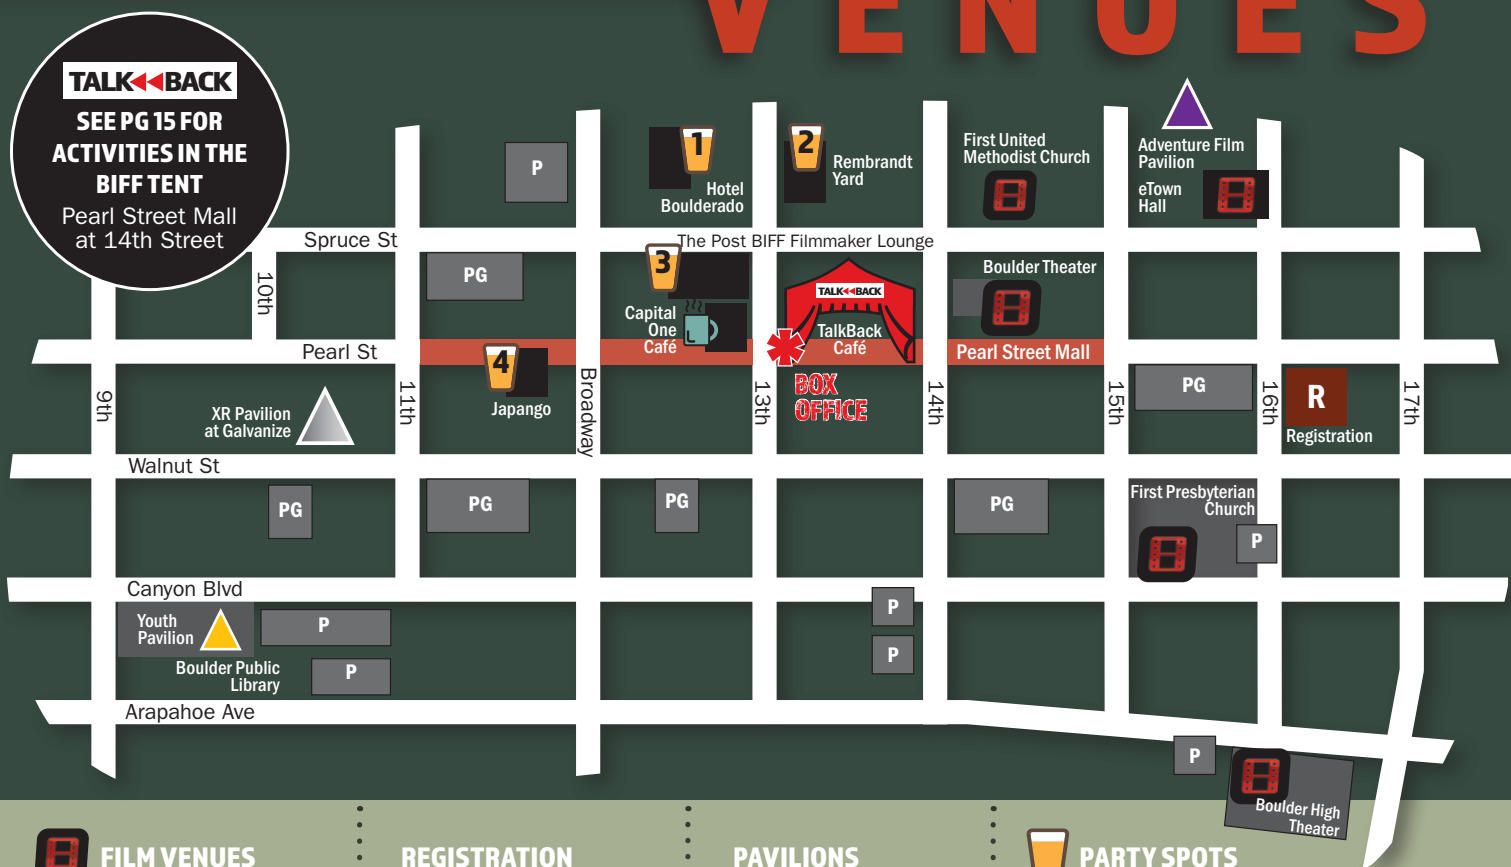 VENUES
TALK BACK
SEE PG 15 FOR
ACTIVITIES IN THE
BIFF TENT
Pearl Street Mall
at 14th Street
P
1
Hotel
Boulderado
2
Rembrandt
Yard
First United
Methodist Church
Adventure Film
Pavilion
eTown
Hall
Spruce St
The Post BIFF Filmmaker Lounge
10th
PG
3
Capital
One
Café
TALK BACK
TalkBack
Café
Boulder Theater
Pearl St
4
Japango
Pearl Street Mall
BOX
OFFICE
9th
XR Pavilion
at Galvanize
11th
Broadway
13th
14th
15th
PG
16th
R
Registration
17th
Walnut St
PG
PG
PG
PG
First Presbyterian
Church
P
Canyon Blvd
Youth
Pavilion
P
Boulder Public
Library
P
P
P
Arapahoe Ave
P
Boulder High
Theater
FILM VENUES
REGISTRATION
PAVILIONS
PARTY SPOTS